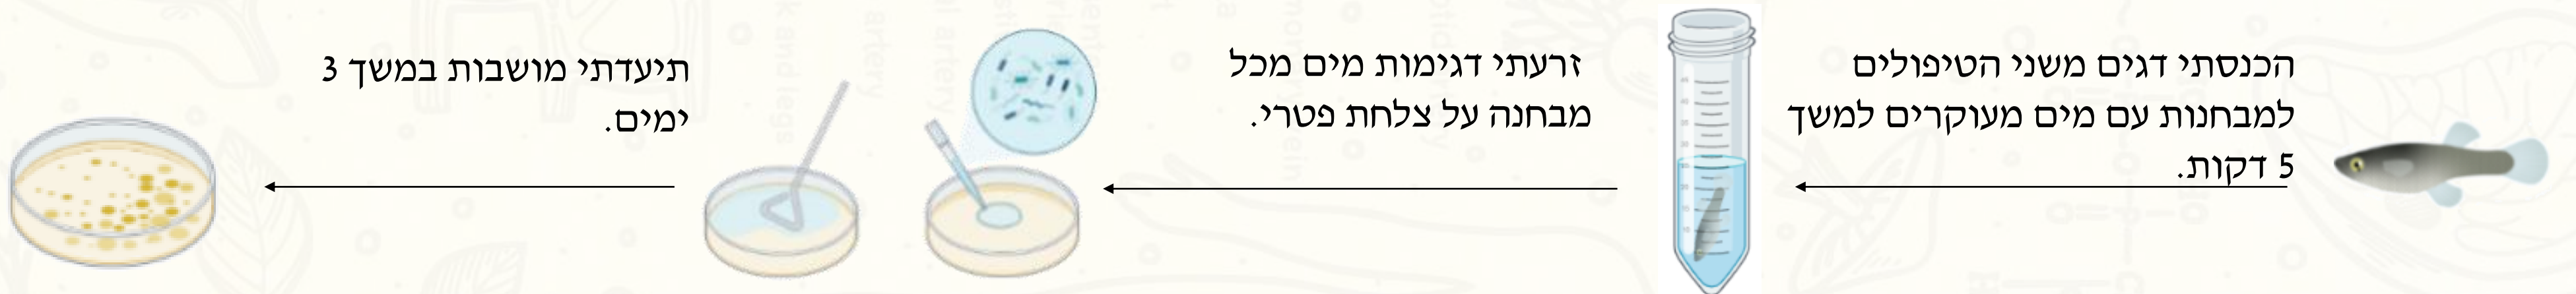 הכנסתי דגים משני הטיפולים
למבחנות עם מים מעוקרים למשך
5 דקות.
זרעתי דגימות מים מכל
מבחנה על צלחת פטרי.
תיעדתי מושבות במשך 3
ימים.